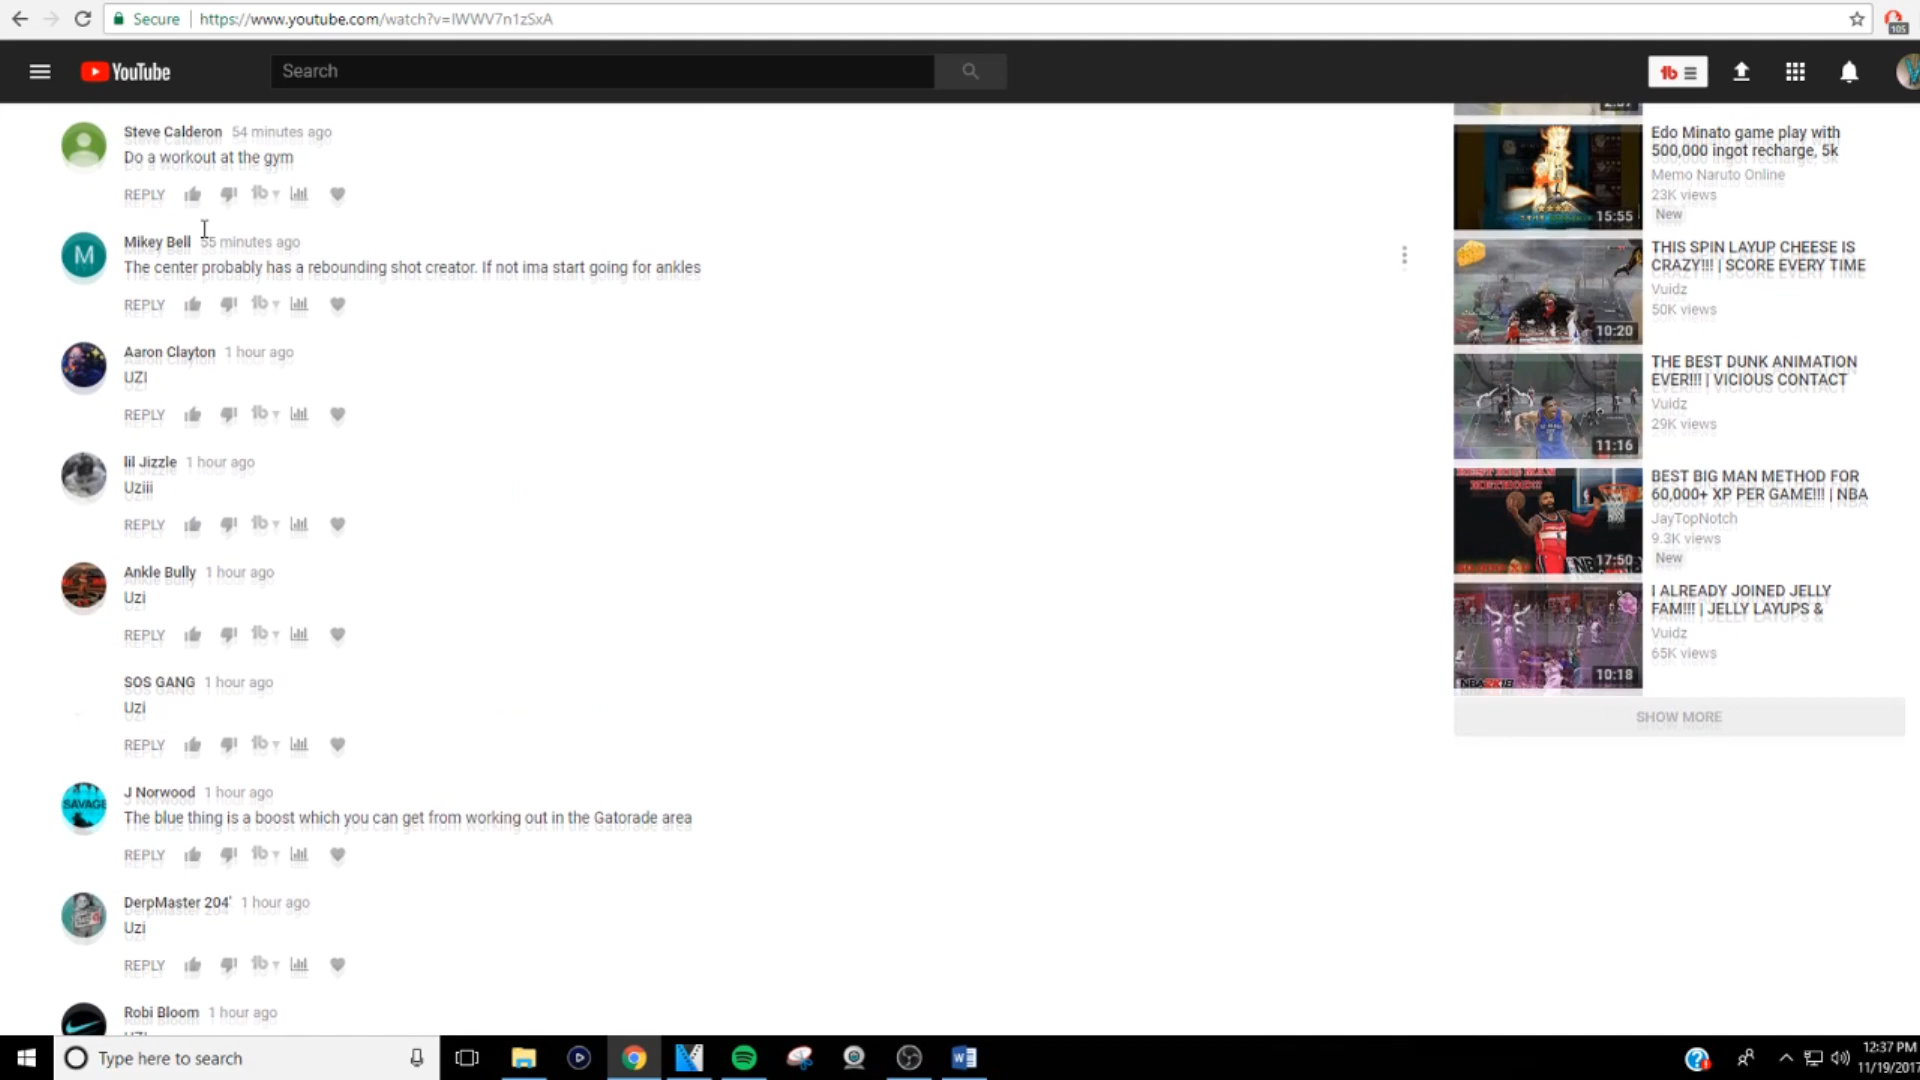 Secure https://www.youtube.com/watch?v=IWWV7n1zSxA
105
YouTube
Search
Steve Calderon 54 minutes ago
Do a workout at the gym
REPLY
Mikey Bell 55 minutes ago
The center probably has a rebounding shot creator. If not ima start going for ankles
REPLY
Aaron Clayton 1 hour ago
UZI
REPLY
lil Jizzle 1 hour ago
Uziii
REPLY
Ankle Bully 1 hour ago
Uzi
REPLY
SOS GANG 1 hour ago
Uzi
REPLY
SAVAGE
J Norwood 1 hour ago
The blue thing is a boost which you can get from working out in the Gatorade area
REPLY
DerpMaster 204' 1 hour ago
Uzi
REPLY
Robi Bloom 1 hour ago
Edo Minato game play with
500,000 ingot recharge, 5k
Memo Naruto Online
23K views
New
15:55
THIS SPIN LAYUP CHEESE IS
CRAZY!!! | SCORE EVERY TIME
Vuidz
50K views
10:20
THE BEST DUNK ANIMATION
EVER!!! | VICIOUS CONTACT
Vuidz
29K views
11:16
BEST BIG MAN METHOD FOR
60,000+ XP PER GAME!!! | NBA
JayTopNotch
9.3K views
New
17:50
I ALREADY JOINED JELLY
FAM!!! | JELLY LAYUPS &
Vuidz
65K views
10:18
NBA2K18
SHOW MORE
Type here to search
12:37 PM
11/19/2017